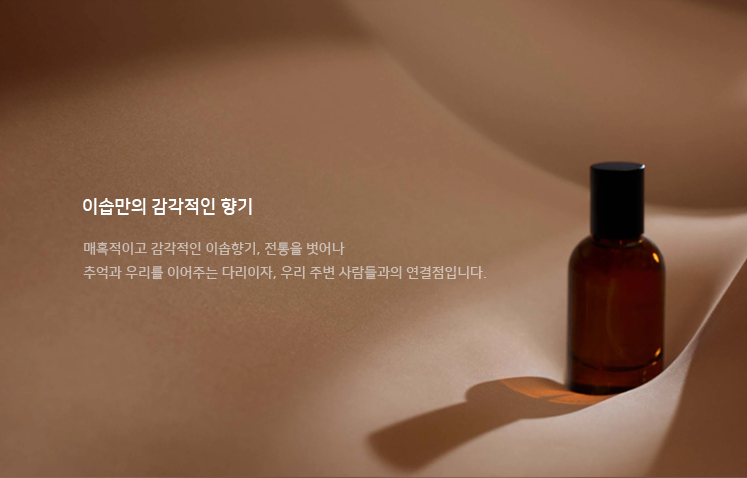 이솝만의 감각적인 향기
매혹적이고 감각적인 이솝향기, 전통을 벗어나
추억과 우리를 이어주는 다리이자, 우리 주변 사람들과의 연결점입니다.